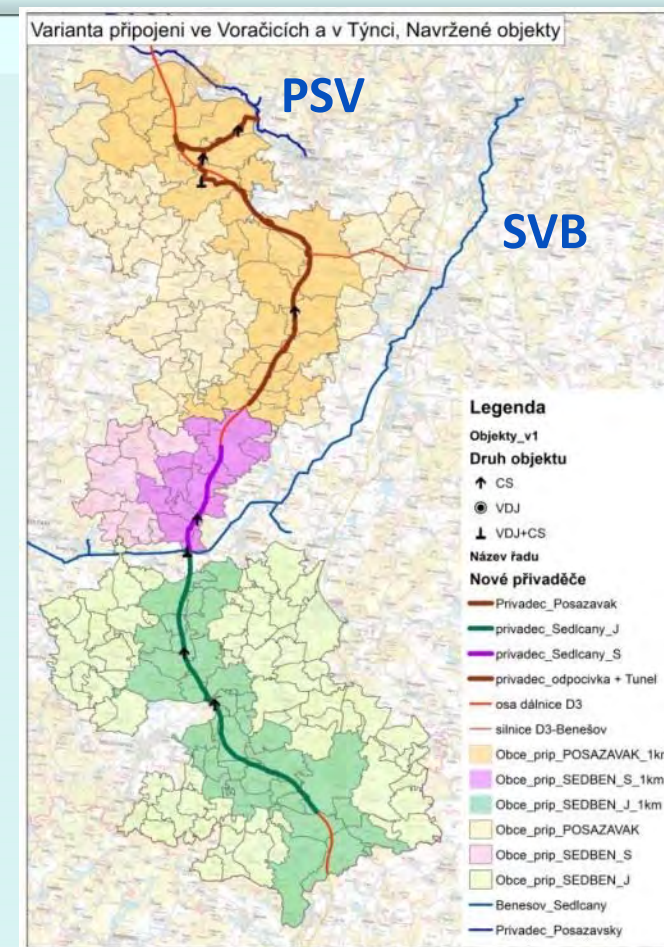 Varianta připojeni ve Voračicích a v Týnci, Navržené objekty
PSV
SVB
Legenda
Objekty_v1
Druh objektu
CS
VDJ
VDJ+CS
Název řadu
Nové přivaděče
Privadec_Posazavak
privadec_Sedlcany_J
privadec_Sedlcany_S
privadec_odpocivka + Tunel
osa dálnice D3
silnice D3-Benešov
Obce_prip_POSAZAVAK_1km
Obce_prip_SEDBEN_S_1km
Obce_prip_SEDBEN_J_1km
Obce_prip_POSAZAVAK
Obce_prip_SEDBEN_S
Obce_prip_SEDBEN_J
Benesov_Sedlcany
Privadec_Posazavsky